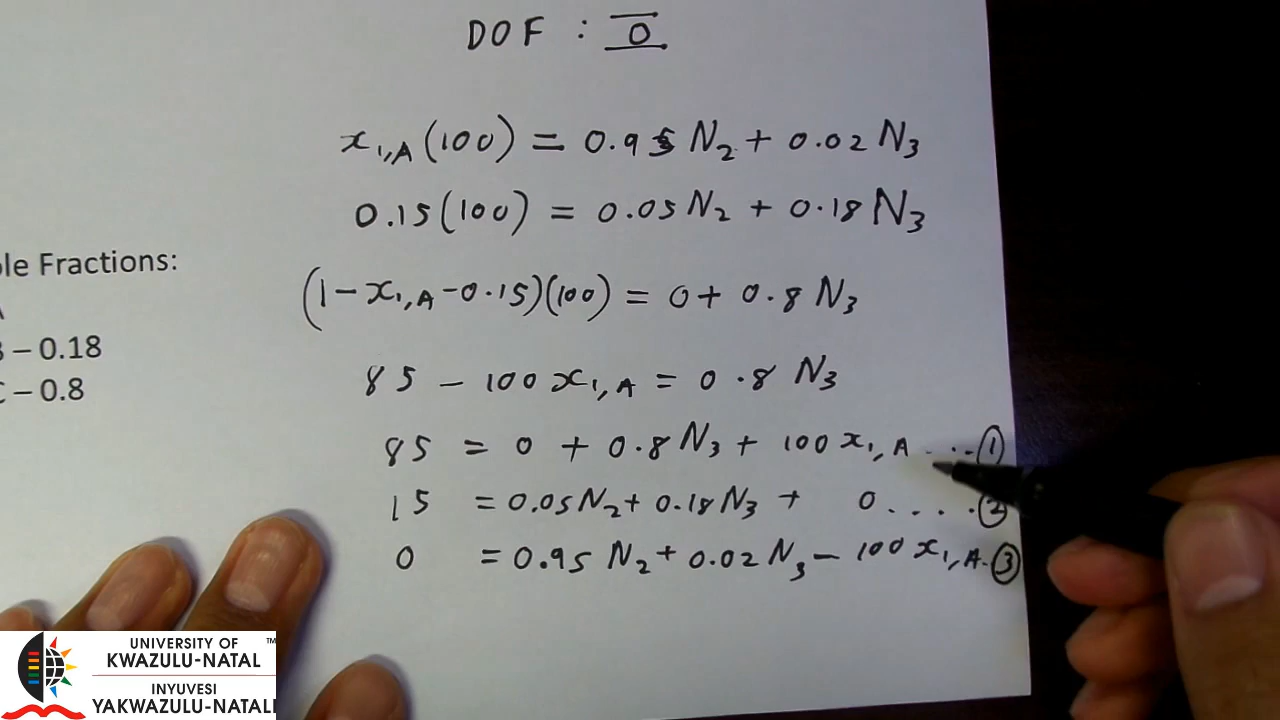 DOF : 0
x₁,A (100) = 0.95 N₂ + 0.02 N₃
0.15 (100) = 0.05 N₂ + 0.18 N₃
(1 - x₁,A - 0.15)(100) = 0 + 0.8 N₃
85 - 100 x₁,A = 0.8 N₃
85 = 0 + 0.8 N₃ + 100 x₁,A ... ①
15 = 0.05 N₂ + 0.18 N₃ + 0 .... ②
0 = 0.95 N₂ + 0.02 N₃ - 100 x₁,A .. ③
Fractions:
– 0.18
– 0.8
UNIVERSITY OF ™
KWAZULU-NATAL
INYUVESI
YAKWAZULU-NATALI